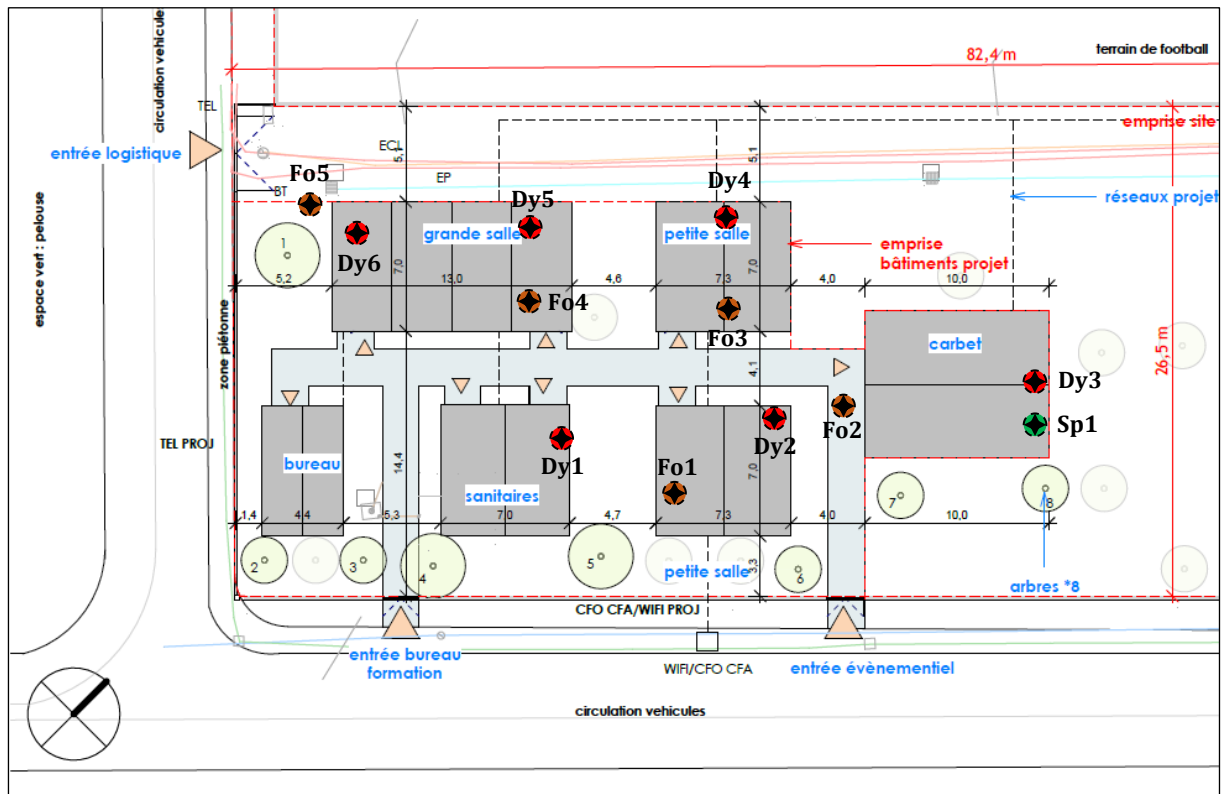 circulation vehicules
82,4 m
terrain de football
TEL
emprise site
entrée logistique
ECL
5,1
5,1
EP
BT
Fo5
Dy5
Dy4
réseaux projet
grande salle
petite salle
Dy6
1
emprise
bâtiments projet
7,0
7,0
5,2
13,0
4,6
7,3
4,0
10,0
espace vert : pelouse
Fo4
Fo3
carbet
26,5 m
zone piétonne
4,1
Dy3
Fo2
Sp1
TEL PROJ
Dy1
Dy2
bureau
14,4
Fo1
7,0
sanitaires
7
8
1,4
4,4
5,3
7,0
4,7
7,3
4,0
10,0
2
3
4
5
3,3
6
petite salle
arbres *8
CFO CFA/WIFI PROJ
entrée bureau
formation
WIFI/CFO CFA
entrée évènementiel
circulation vehicules